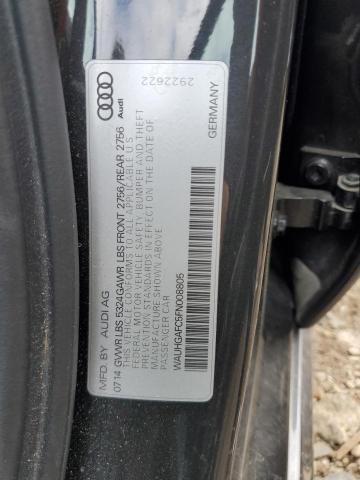 Audi
MFD. BY AUDI AG
07 14 GVWR LBS 5324 GAWR LBS FRONT 2756/REAR 2756
THIS VEHICLE CONFORMS TO ALL APPLICABLE U S
FEDERAL MOTOR VEHICLE SAFETY, BUMPER AND THEFT
PREVENTION STANDARDS IN EFFECT ON THE DATE OF
MANUFACTURE SHOWN ABOVE
PASSENGER CAR
WAUHGAFC5FN008805
GERMANY
2922622